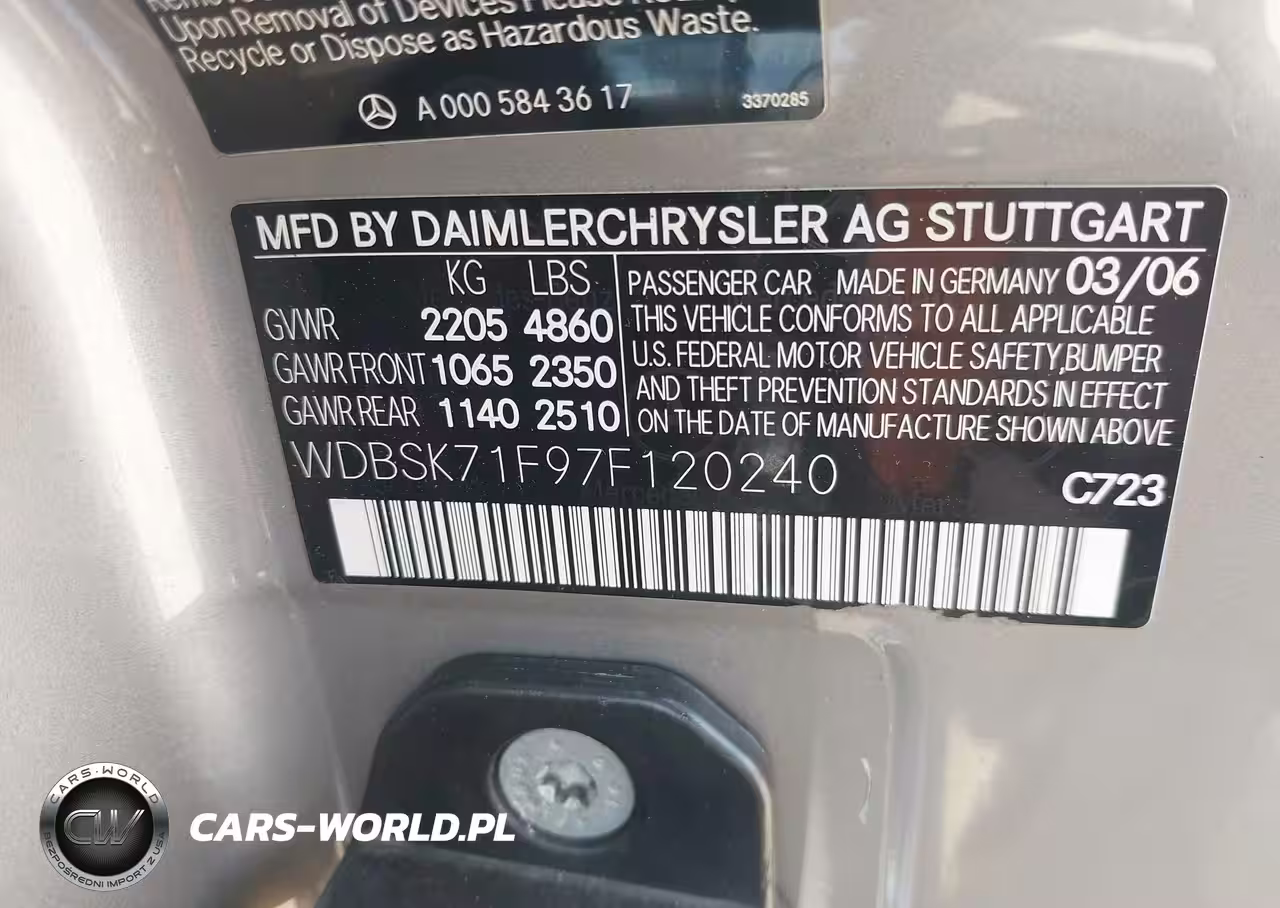 Upon Removal of Devices Please
Recycle or Dispose as Hazardous Waste.
A 000 584 36 17
3370285
MFD BY DAIMLERCHRYSLER AG STUTTGART
KG LBS
GVWR 2205 4860
GAWR FRONT 1065 2350
GAWR REAR 1140 2510
PASSENGER CAR MADE IN GERMANY 03/06
THIS VEHICLE CONFORMS TO ALL APPLICABLE
U.S. FEDERAL MOTOR VEHICLE SAFETY,BUMPER
AND THEFT PREVENTION STANDARDS IN EFFECT
ON THE DATE OF MANUFACTURE SHOWN ABOVE
WDBSK71F97F120240
C723
CARS-WORLD
CW
BEZPOŚREDNI IMPORT Z USA
CARS-WORLD.PL